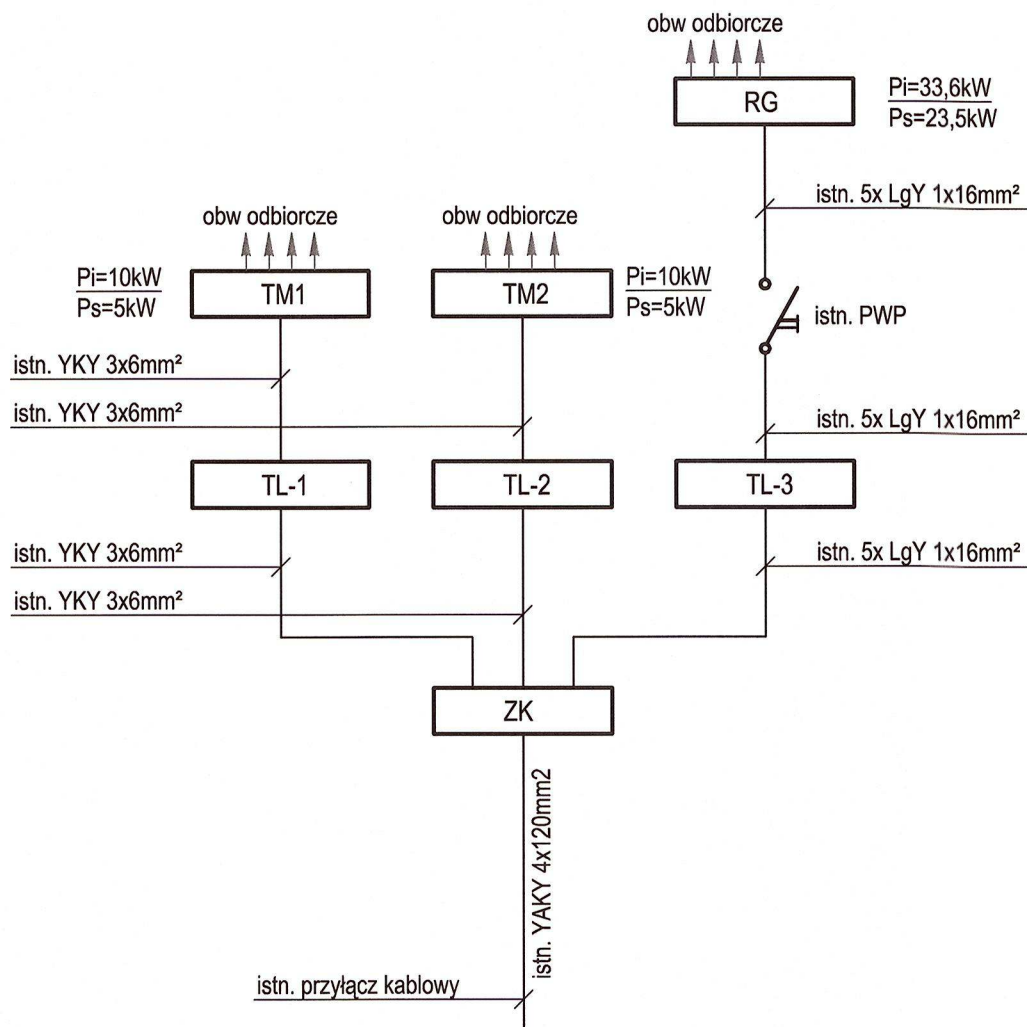 obw odbiorcze
RG
Pi=33,6kW
Ps=23,5kW
istn. 5x LgY 1x16mm²
obw odbiorcze
obw odbiorcze
Pi=10kW
Ps=5kW
TM1
TM2
Pi=10kW
Ps=5kW
istn. PWP
istn. YKY 3x6mm²
istn. YKY 3x6mm²
istn. 5x LgY 1x16mm²
TL-1
TL-2
TL-3
istn. YKY 3x6mm²
istn. 5x LgY 1x16mm²
istn. YKY 3x6mm²
ZK
istn. YAKY 4x120mm2
istn. przyłącz kablowy